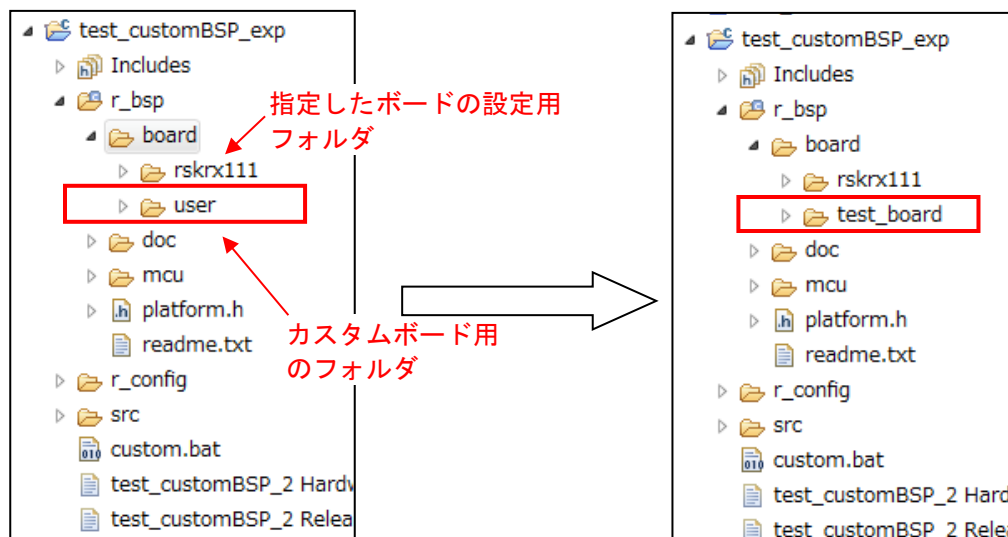 test_customBSP_exp
Includes
r_bsp
指定したボードの設定用
フォルダ
board
rskrx111
user
doc
mcu
platform.h
カスタムボード用
のフォルダ
readme.txt
r_config
src
custom.bat
test_customBSP_2 Hardw
test_customBSP_2 Relea
test_customBSP_exp
Includes
r_bsp
board
rskrx111
test_board
doc
mcu
platform.h
readme.txt
r_config
src
custom.bat
test_customBSP_2 Hard
test_customBSP_2 Relea